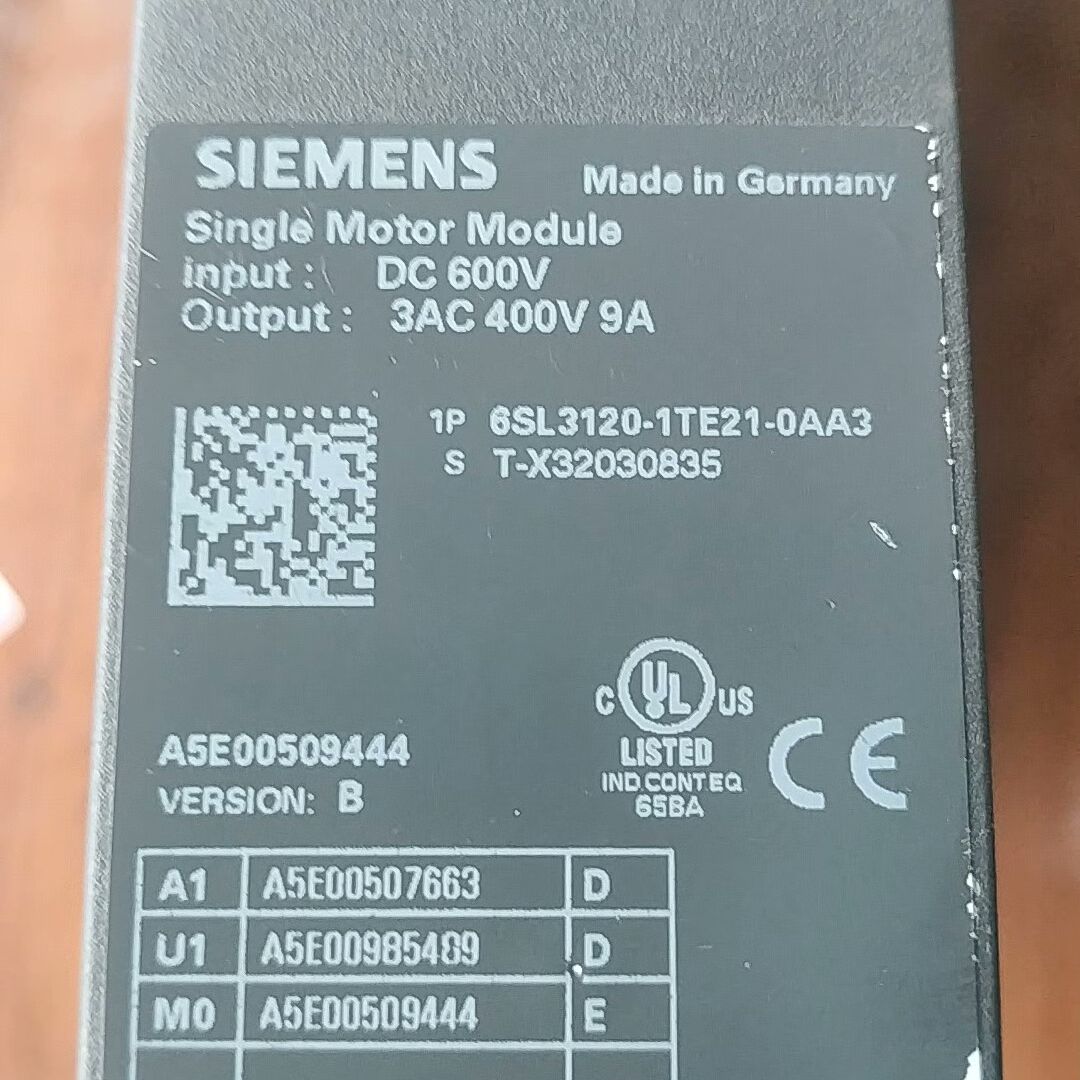 SIEMENS
Made in Germany
Single Motor Module
input : DC 600V
Output : 3AC 400V 9A
1P 6SL3120-1TE21-0AA3
S T-X32030835
C UL US
LISTED
IND.CONT.EQ
65BA
CE
A5E00509444
VERSION: B
A1 A5E00507663 D
U1 A5E00985489 D
M0 A5E00509444 E